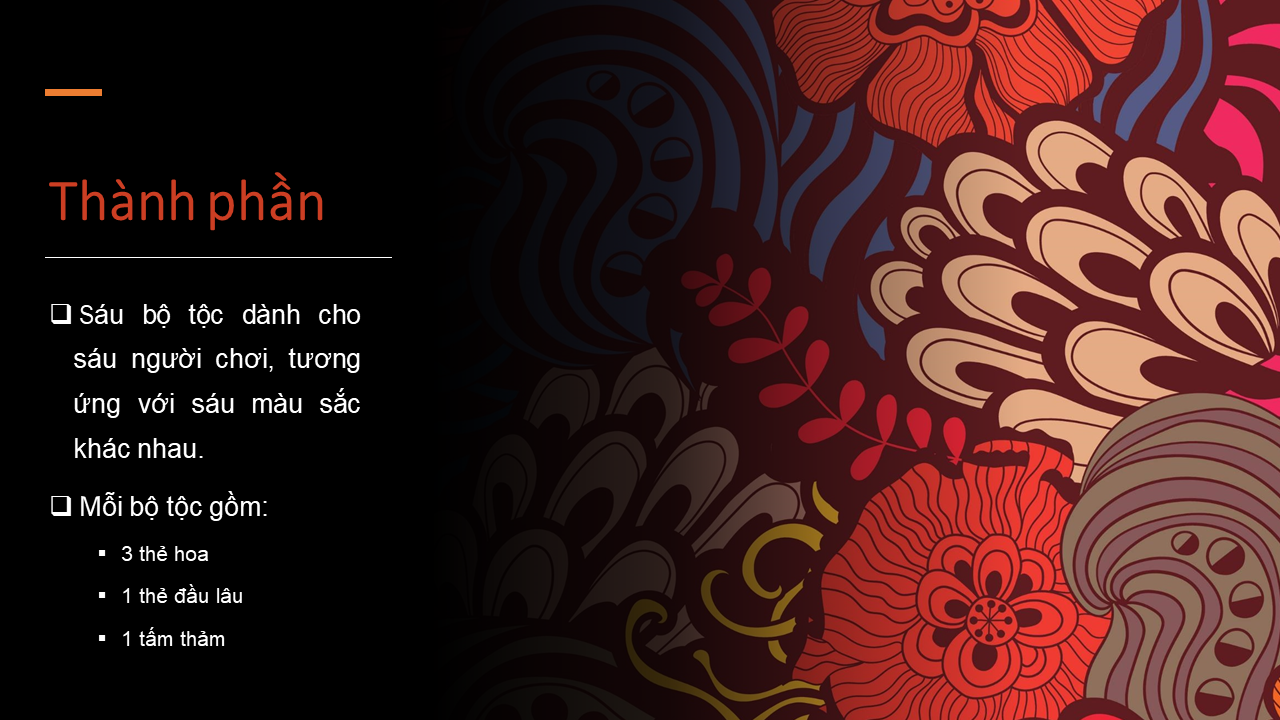 Thành phần
Sáu bộ tộc dành cho
sáu người chơi, tương
ứng với sáu màu sắc
khác nhau.
Mỗi bộ tộc gồm:
3 thẻ hoa
1 thẻ đầu lâu
1 tấm thảm